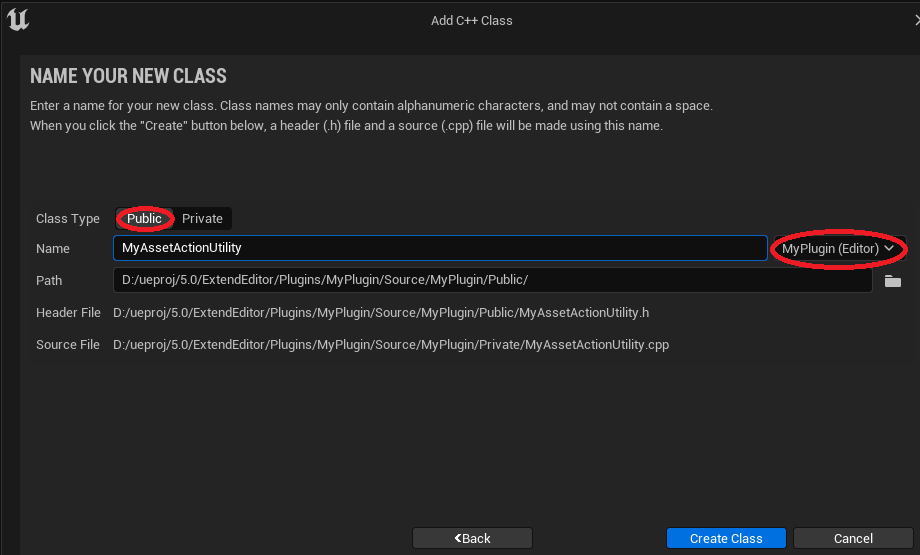 Add C++ Class
NAME YOUR NEW CLASS
Enter a name for your new class. Class names may only contain alphanumeric characters, and may not contain a space.
When you click the "Create" button below, a header (.h) file and a source (.cpp) file will be made using this name.
Class Type Public Private
Name MyAssetActionUtility MyPlugin (Editor)
Path D:/ueproj/5.0/ExtendEditor/Plugins/MyPlugin/Source/MyPlugin/Public/
Header File D:/ueproj/5.0/ExtendEditor/Plugins/MyPlugin/Source/MyPlugin/Public/MyAssetActionUtility.h
Source File D:/ueproj/5.0/ExtendEditor/Plugins/MyPlugin/Source/MyPlugin/Private/MyAssetActionUtility.cpp
Back Create Class Cancel